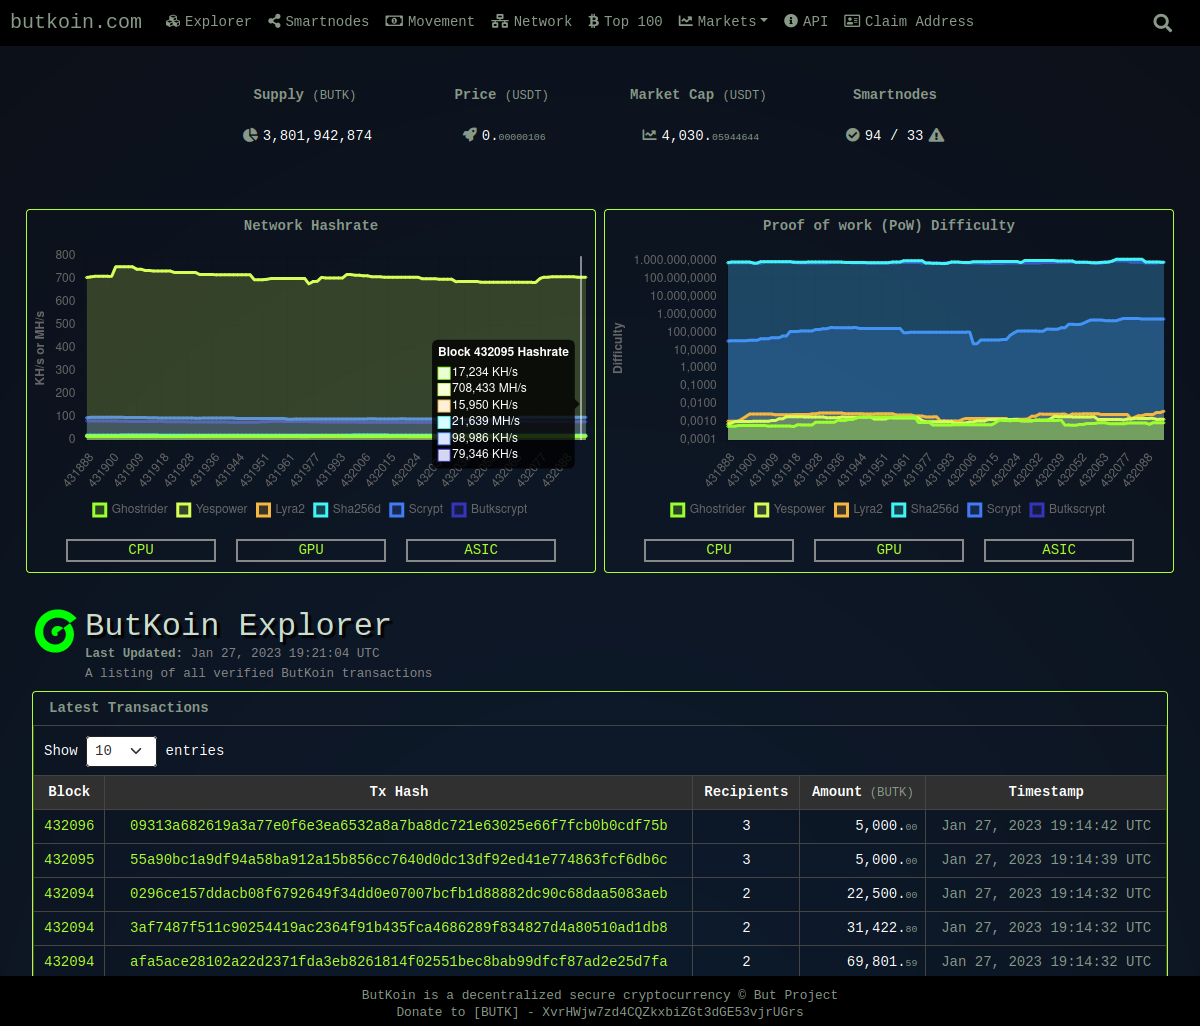 butkoin.com Explorer Smartnodes Movement Network Top 100 Markets API Claim Address
Supply (BUTK) Price (USDT) Market Cap (USDT) Smartnodes
3,801,942,874 0.00000106 4,030.05944644 94 / 33
Network Hashrate
800
700
600
500
400
300
200
100
0
KH/s or MH/s
Block 432095 Hashrate
17,234 KH/s
708,433 MH/s
15,950 KH/s
21,639 MH/s
98,986 KH/s
79,346 KH/s
431888 431900 431909 431918 431928 431936 431944 431951 431961 431977 431993 432006 432015 432024
Ghostrider Yespower Lyra2 Sha256d Scrypt Butkscrypt
CPU GPU ASIC
Proof of work (PoW) Difficulty
1.000.000,0000
100.000,0000
10.000,0000
1.000,0000
100,0000
10,0000
1,0000
0,1000
0,0100
0,0010
0,0001
Difficulty
431888 431900 431909 431918 431928 431936 431944 431951 431961 431977 431993 432006 432015 432024 432032 432039 432052 432063 432077 432088
Ghostrider Yespower Lyra2 Sha256d Scrypt Butkscrypt
CPU GPU ASIC
ButKoin Explorer
Last Updated: Jan 27, 2023 19:21:04 UTC
A listing of all verified ButKoin transactions
Latest Transactions
Show 10 entries
Block Tx Hash Recipients Amount (BUTK) Timestamp
432096 09313a682619a3a77e0f6e3ea6532a8a7ba8dc721e63025e66f7fcb0b0cdf75b 3 5,000.00 Jan 27, 2023 19:14:42 UTC
432095 55a90bc1a9df94a58ba912a15b856cc7640d0dc13df92ed41e774863fcf6db6c 3 5,000.00 Jan 27, 2023 19:14:39 UTC
432094 0296ce157ddacb08f6792649f34dd0e07007bcfb1d88882dc90c68daa5083aeb 2 22,500.00 Jan 27, 2023 19:14:32 UTC
432094 3af7487f511c90254419ac2364f91b435fca4686289f834827d4a80510ad1db8 2 31,422.80 Jan 27, 2023 19:14:32 UTC
432094 afa5ace28102a22d2371fda3eb8261814f02551bec8bab99dfcf87ad2e25d7fa 2 69,801.59 Jan 27, 2023 19:14:32 UTC
ButKoin is a decentralized secure cryptocurrency © But Project
Donate to [BUTK] - XvrHWjw7zd4CQZkxbiZGt3dGE53vjrUGrs